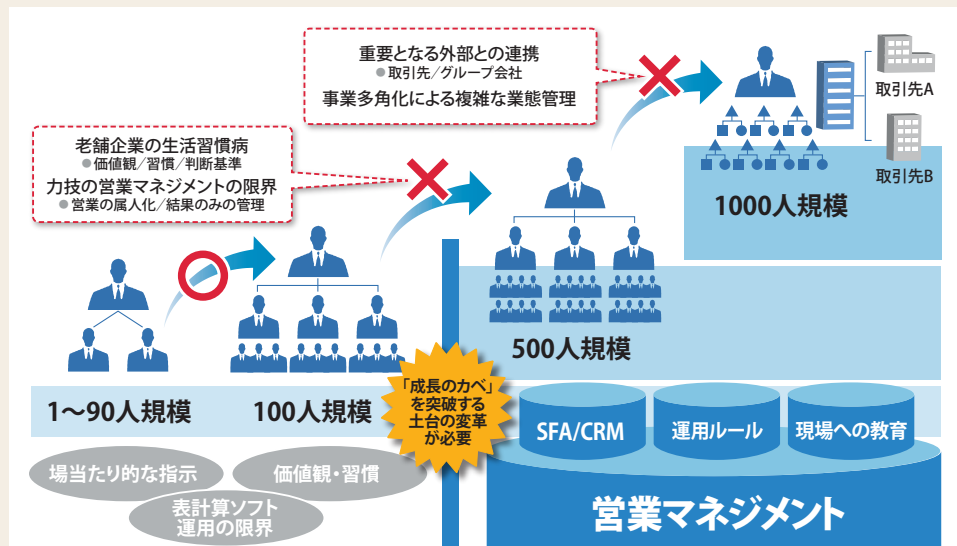 重要となる外部との連携
●取引先/グループ会社
事業多角化による複雑な業態管理
取引先A
取引先B
老舗企業の生活習慣病
●価値観/習慣/判断基準
力技の営業マネジメントの限界
●営業の属人化/結果のみの管理
1000人規模
500人規模
1〜90人規模
100人規模
「成長のカベ」
を突破する
土台の変革
が必要
SFA/CRM
運用ルール
現場への教育
場当たり的な指示
価値観・習慣
表計算ソフト
運用の限界
営業マネジメント